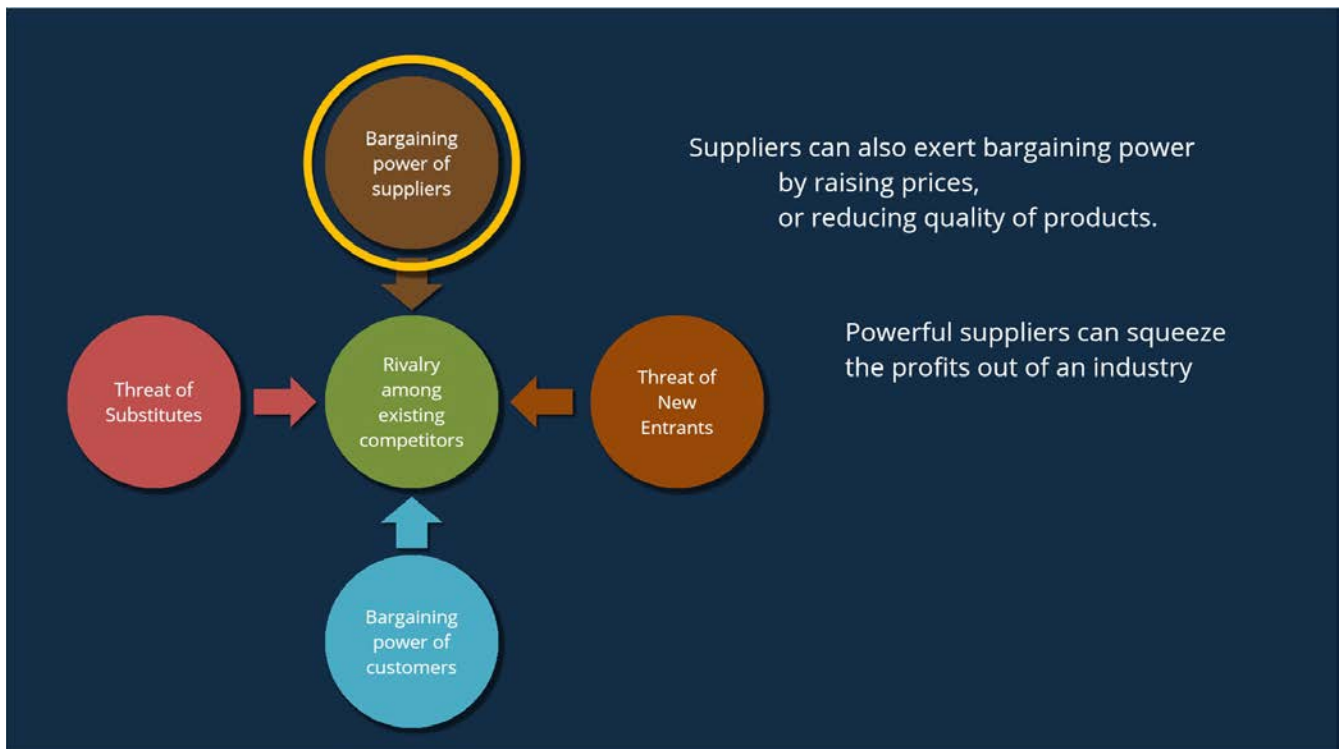 Bargaining
power of
suppliers
Suppliers can also exert bargaining power
by raising prices,
or reducing quality of products.
Powerful suppliers can squeeze
the profits out of an industry
Threat of
Substitutes
Rivalry
among
existing
competitors
Threat of
New
Entrants
Bargaining
power of
customers